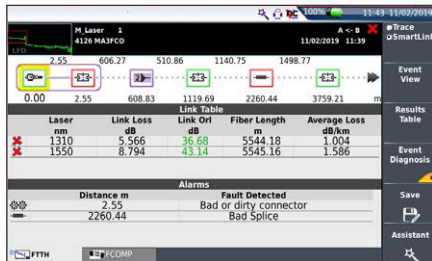 100% 11:43 11/02/2019
LFD
M_Laser 1
A <- B
4126 MA3FCO
11/02/2019 11:39
Trace
SmartLink
2.55 606.27 510.86 1140.75 1498.77
0.00 2.55 608.83 1119.69 2260.44 3759.21 m
Event View
Link Table
Laser Link Loss Link Orl Fiber Length Average Loss
nm dB dB m dB/km
1310 5.566 36.68 5544.18 1.004
1550 8.794 43.14 5545.16 1.586
Results Table
Event Diagnosis
Alarms
Distance m Fault Detected
2.55 Bad or dirty connector
2260.44 Bad Splice
Save
Assistant
FTTH FCOMP